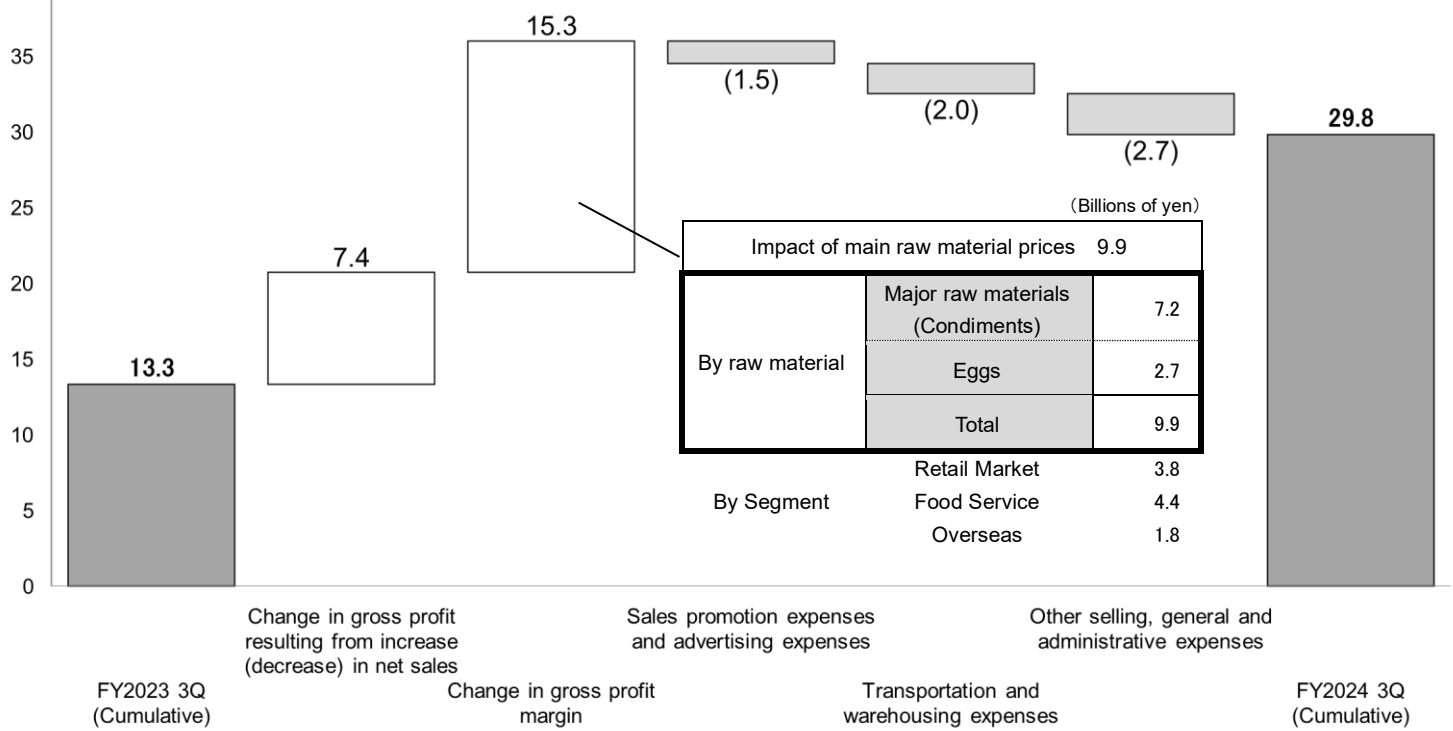 35
30
25
20
15
10
5
0
13.3
7.4
15.3
(1.5)
(2.0)
(2.7)
29.8
（Billions of yen）
Impact of main raw material prices 9.9
By raw material
Major raw materials
(Condiments)
7.2
Eggs
2.7
Total
9.9
By Segment
Retail Market
3.8
Food Service
4.4
Overseas
1.8
FY2023 3Q
(Cumulative)
Change in gross profit
resulting from increase
(decrease) in net sales
Change in gross profit
margin
Sales promotion expenses
and advertising expenses
Transportation and
warehousing expenses
Other selling, general and
administrative expenses
FY2024 3Q
(Cumulative)